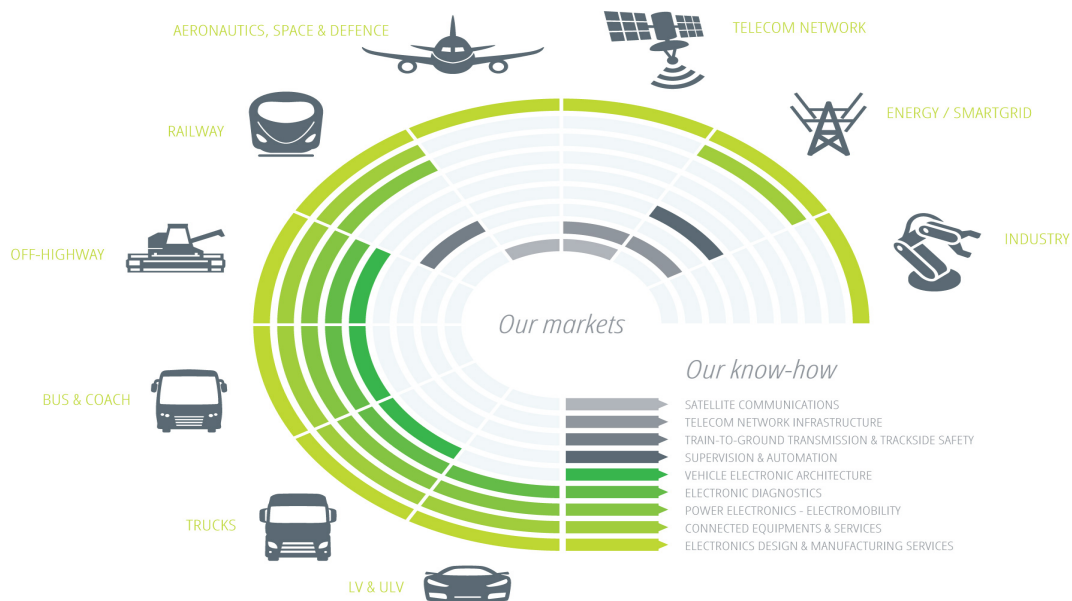 AERONAUTICS, SPACE & DEFENCE
TELECOM NETWORK
RAILWAY
ENERGY / SMARTGRID
OFF-HIGHWAY
INDUSTRY
Our markets
Our know-how
BUS & COACH
SATELLITE COMMUNICATIONS
TELECOM NETWORK INFRASTRUCTURE
TRAIN-TO-GROUND TRANSMISSION & TRACKSIDE SAFETY
SUPERVISION & AUTOMATION
VEHICLE ELECTRONIC ARCHITECTURE
ELECTRONIC DIAGNOSTICS
POWER ELECTRONICS - ELECTROMOBILITY
CONNECTED EQUIPMENTS & SERVICES
ELECTRONICS DESIGN & MANUFACTURING SERVICES
TRUCKS
LV & ULV